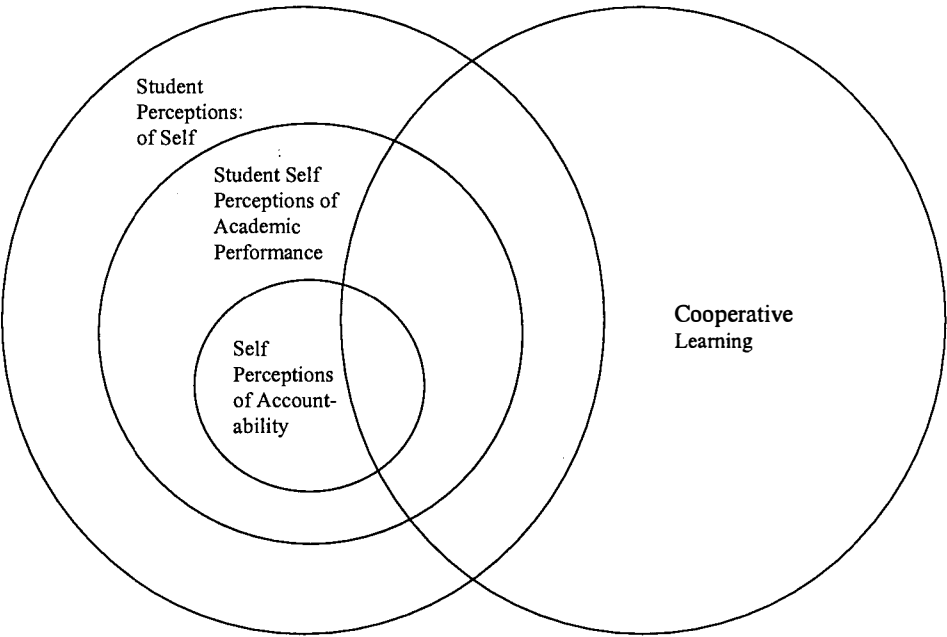 Student
Perceptions:
of Self
Student Self
Perceptions of
Academic
Performance
Self
Perceptions
of Account-
ability
Cooperative
Learning